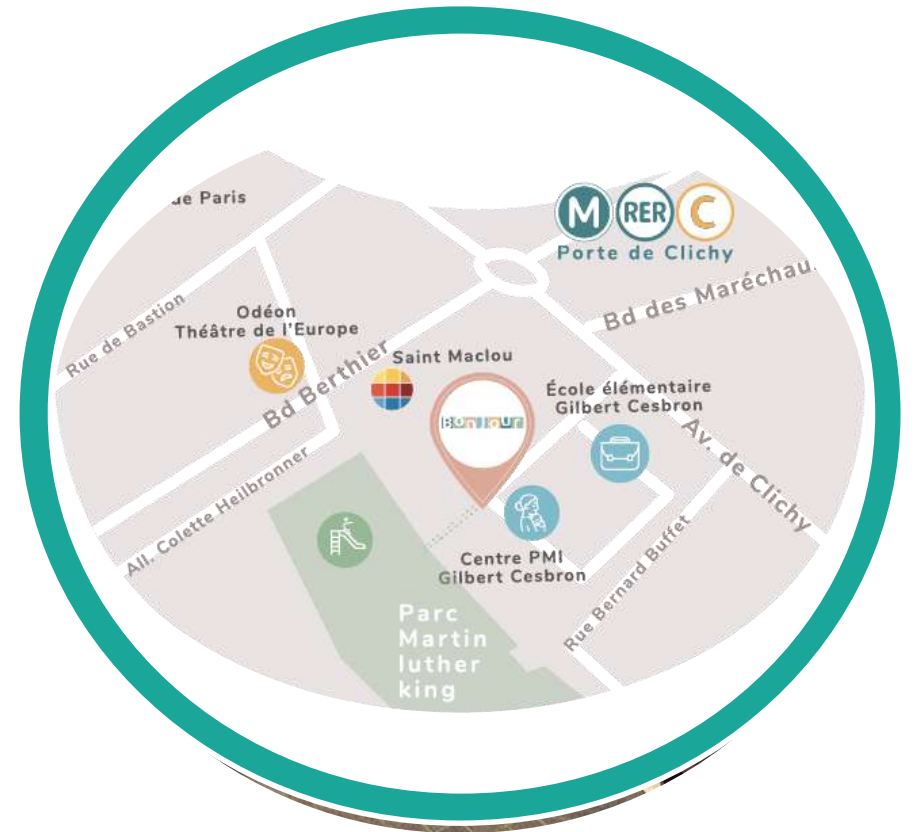 de Paris
M RER C
Porte de Clichy
Bd des Maréchau
Rue de Bastion
Odéon
Théâtre de l'Europe
Bd Berthier
Saint Maclou
BonJour
École élémentaire
Gilbert Cesbron
Av. de Clichy
All. Colette Heilbronner
Centre PMI
Gilbert Cesbron
Rue Bernard Buffet
Parc
Martin
luther
king